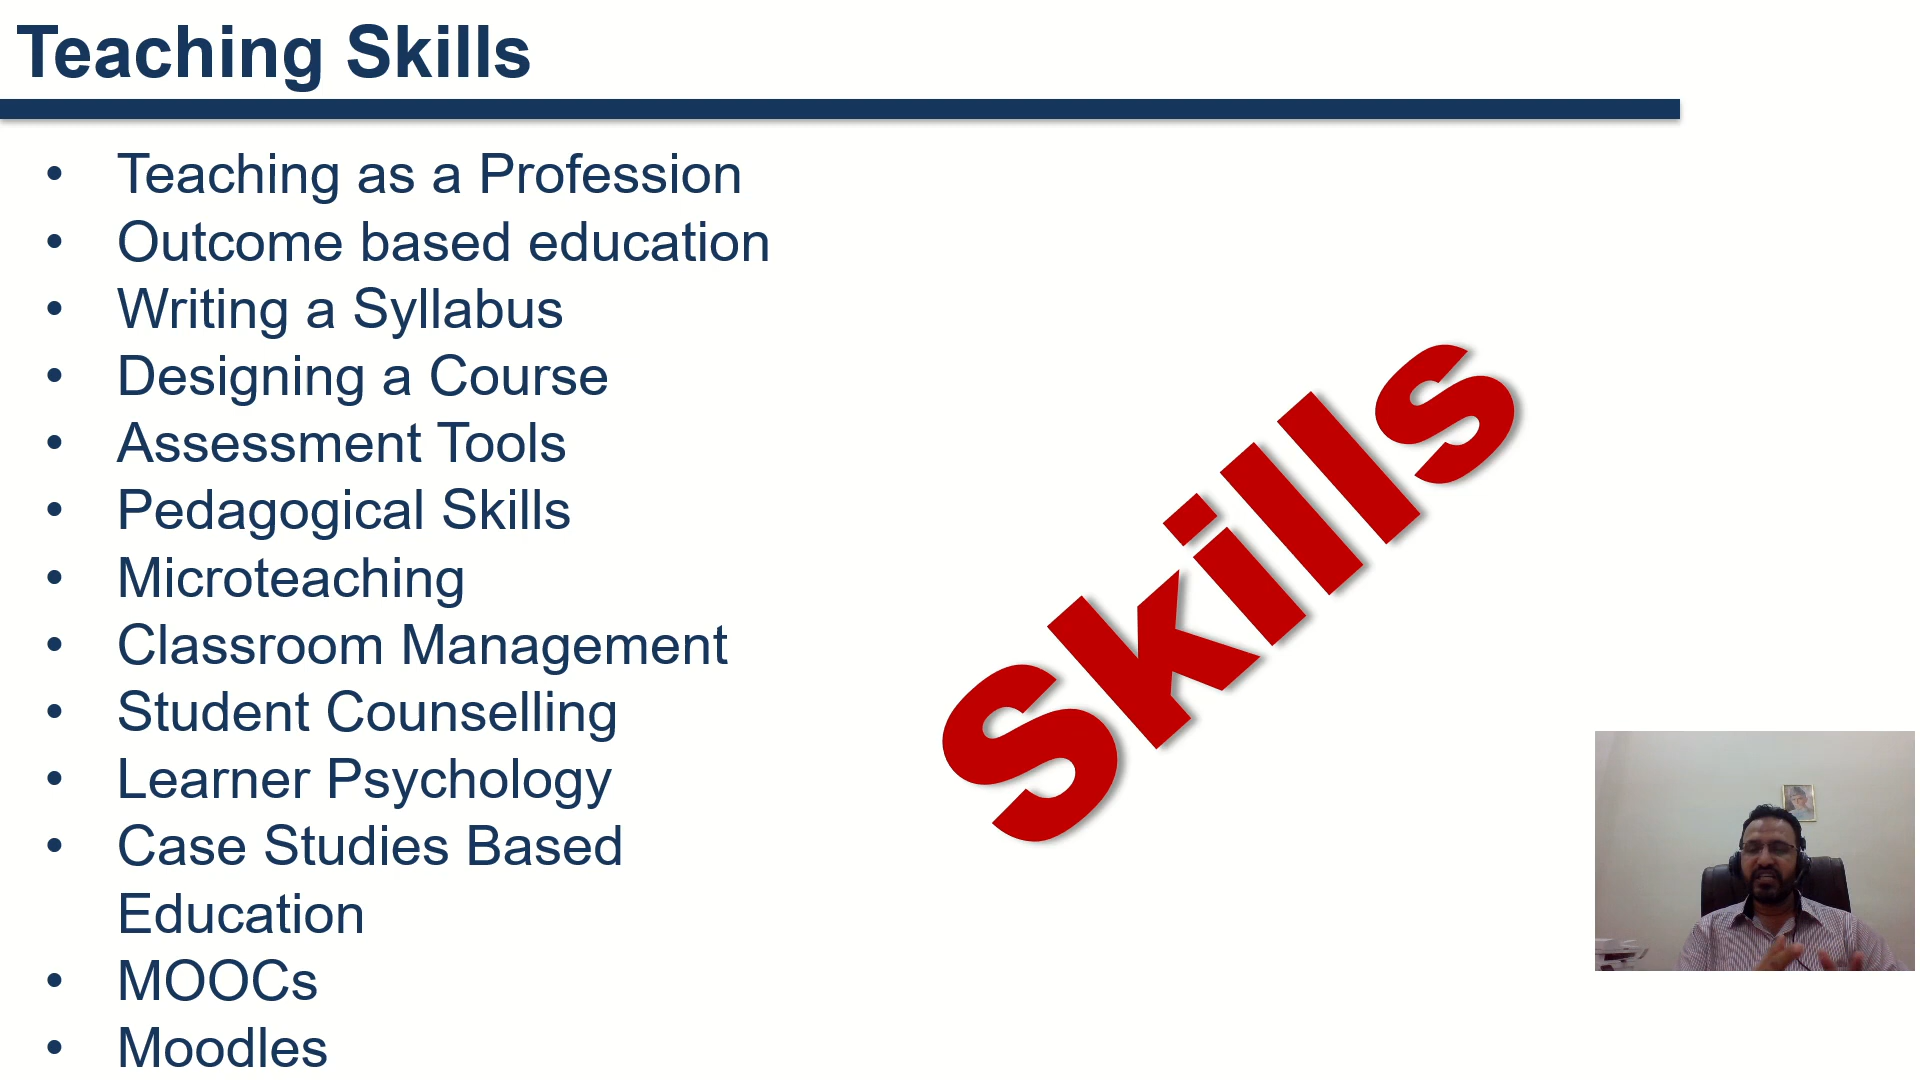 Teaching Skills
• Teaching as a Profession
• Outcome based education
• Writing a Syllabus
• Designing a Course
• Assessment Tools
• Pedagogical Skills
• Microteaching
• Classroom Management
• Student Counselling
• Learner Psychology
• Case Studies Based
Education
• MOOCs
• Moodles
Skills